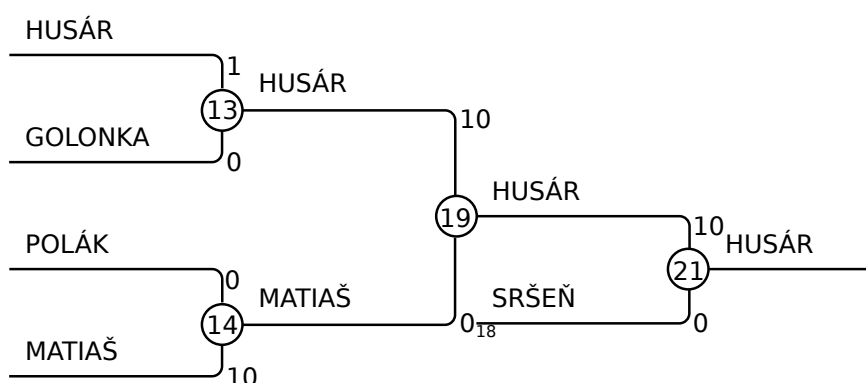 HUSÁR
1
13
HUSÁR
10
GOLONKA
0
19
HUSÁR
10
21
HUSÁR
POLÁK
0
14
MATIAŠ
0
18
SRŠEŇ
0
MATIAŠ
10